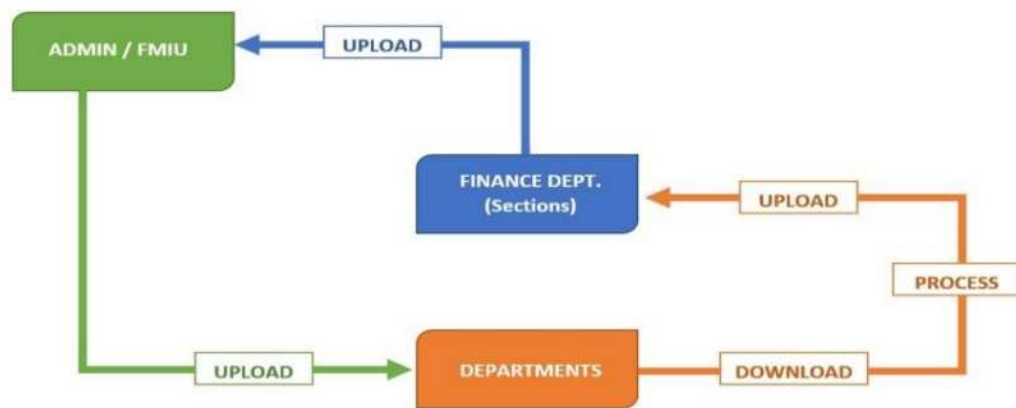 ADMIN / FMIU
UPLOAD
FINANCE DEPT.
(Sections)
UPLOAD
PROCESS
UPLOAD
DEPARTMENTS
DOWNLOAD